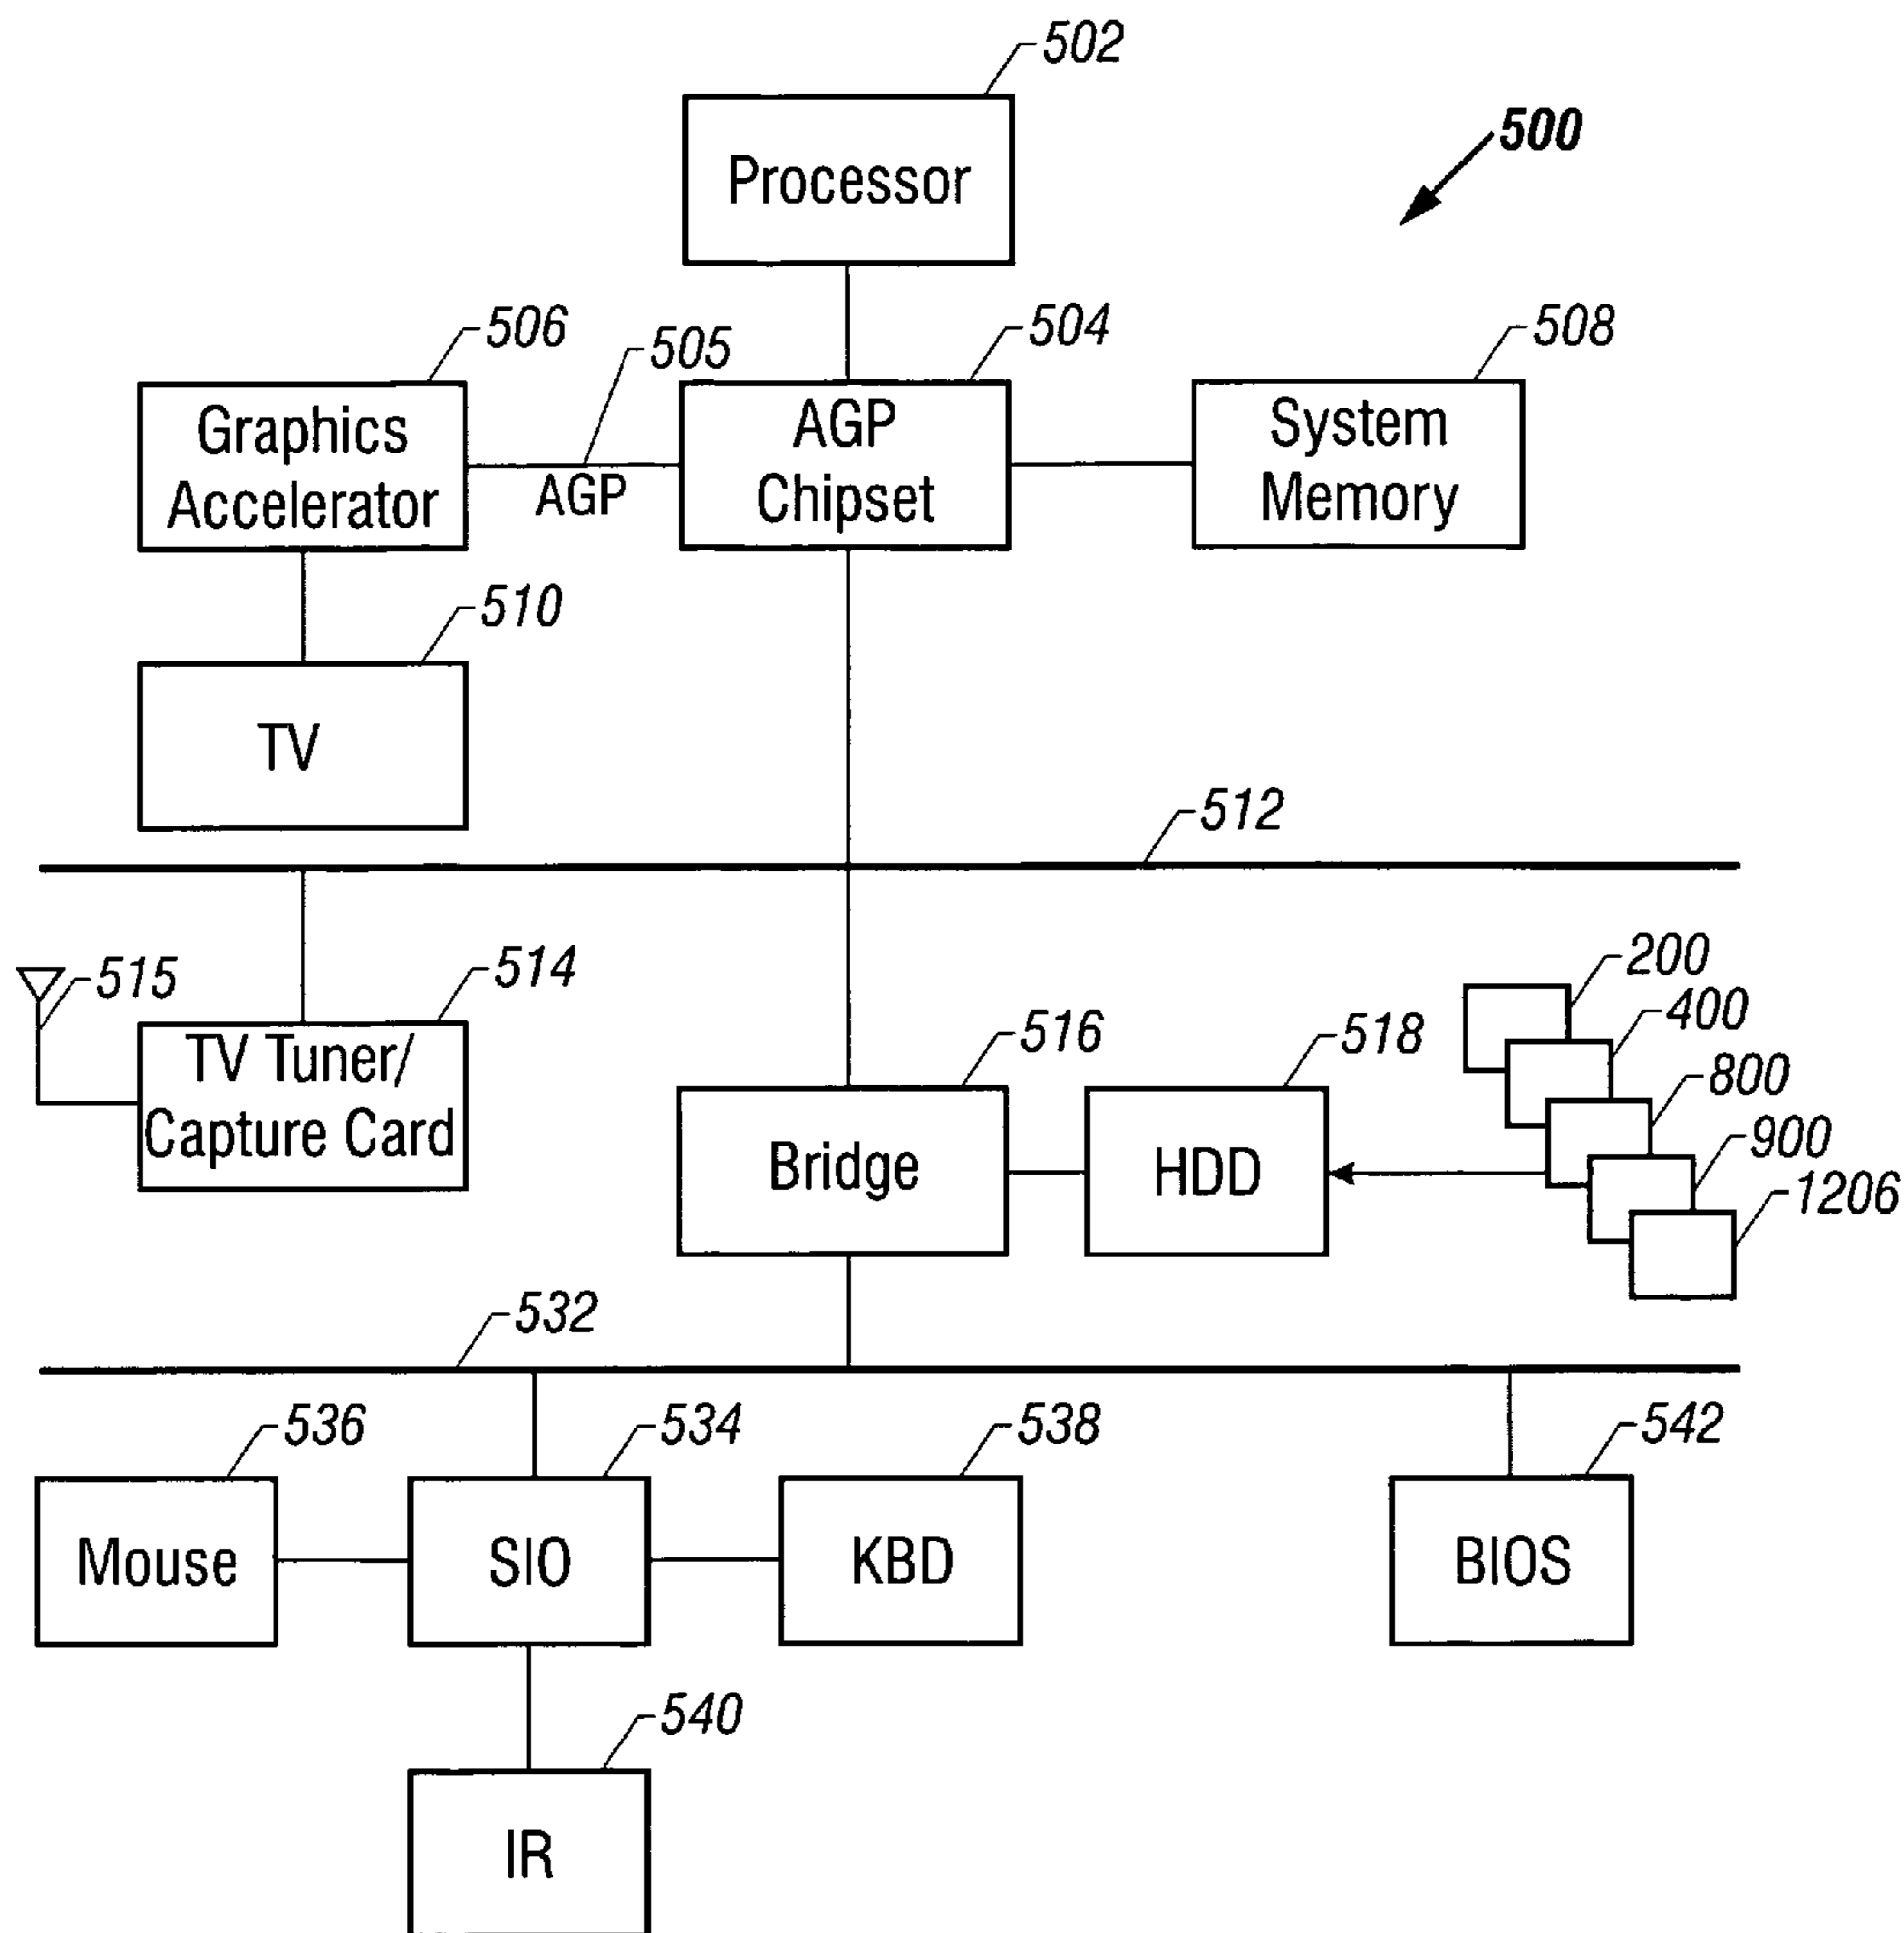 502
500
Processor
506
505
504
508
Graphics
Accelerator
AGP
AGP
Chipset
System
Memory
510
TV
512
515
514
TV Tuner/
Capture Card
516
518
200
400
800
900
1206
Bridge
HDD
532
536
534
538
542
Mouse
SIO
KBD
BIOS
540
IR